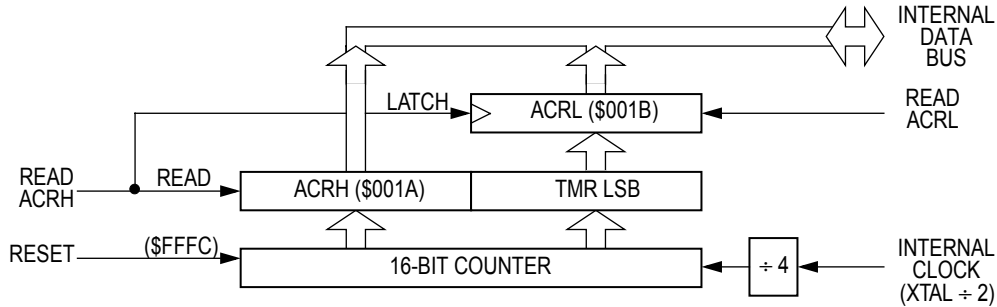 INTERNAL
DATA
BUS
LATCH
ACRL ($001B)
READ
ACRL
READ
ACRH
READ
ACRH ($001A)
TMR LSB
RESET
($FFFC)
16-BIT COUNTER
÷ 4
INTERNAL
CLOCK
(XTAL ÷ 2)